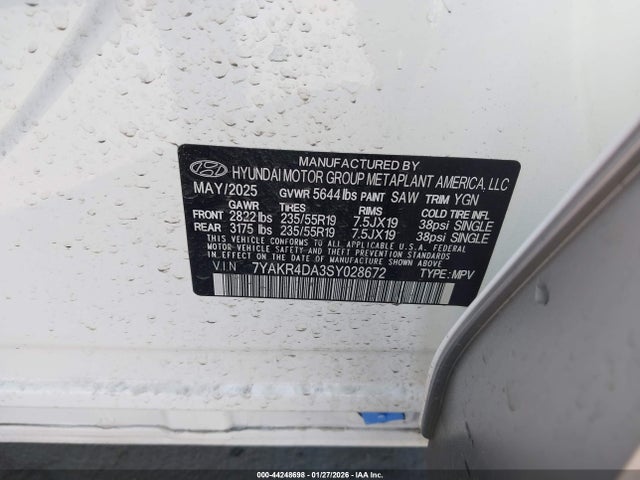 MANUFACTURED BY
HYUNDAI MOTOR GROUP METAPLANT AMERICA, LLC
MAY/2025 GVWR 5644 lbs PAINT SAW TRIM YGN
GAWR TIRES RIMS COLD TIRE INFL
FRONT 2822 lbs 235/55R19 7.5JX19 38psi SINGLE
REAR 3175 lbs 235/55R19 7.5JX19 38psi SINGLE
THIS VEHICLE CONFORMS TO ALL APPLICABLE U.S.A. FEDERAL
MOTOR VEHICLE SAFETY AND THEFT PREVENTION STANDARDS
IN EFFECT ON THE DATE OF MANUFACTURE SHOWN ABOVE.
VIN 7YAKR4DA3SY028672 TYPE: MPV
000-44248698 · 01/27/2026 · IAA Inc.